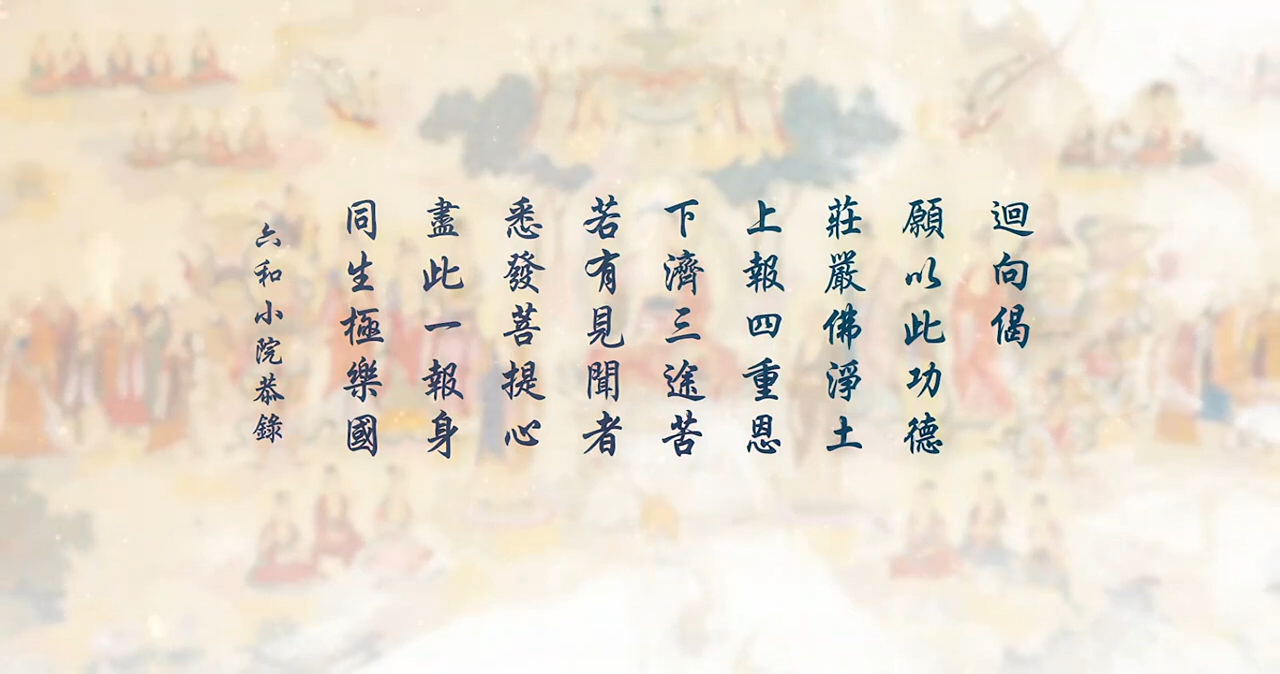 迴向偈
願以此功德
莊嚴佛淨土
上報四重恩
下濟三途苦
若有見聞者
悉發菩提心
盡此一報身
同生極樂國
六和小院恭錄